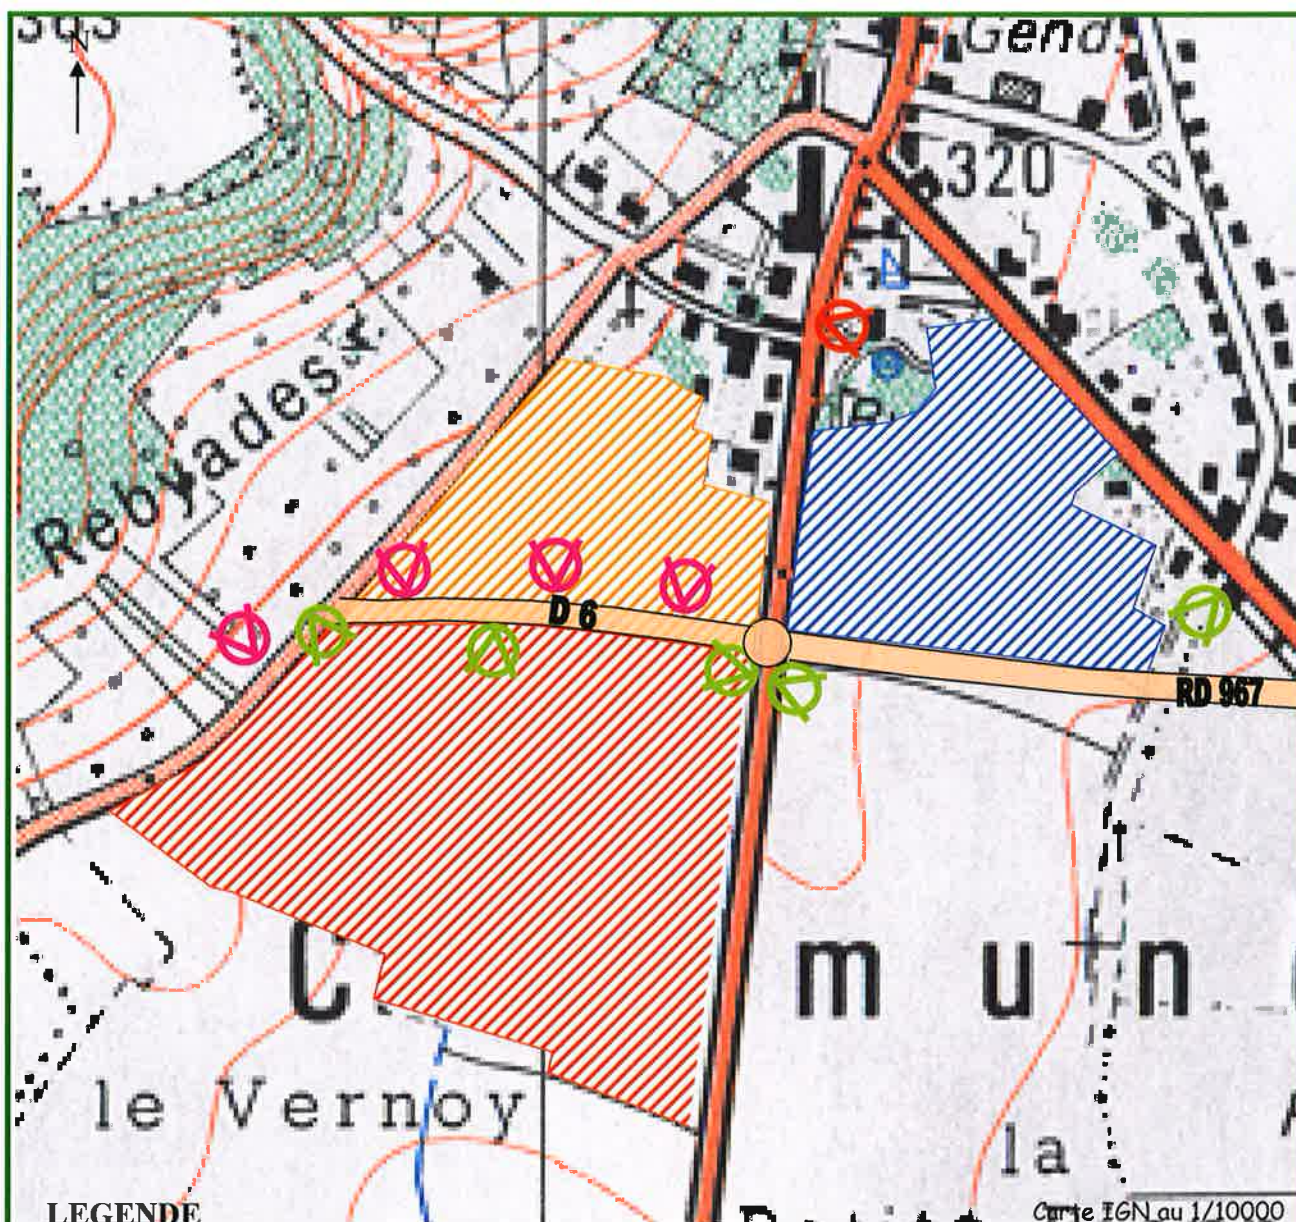 N
Gend.
320
Rebyades
D 6
RD 967
C m u n
le Vernoy
la
LEGENDE
Carte IGN au 1/10000